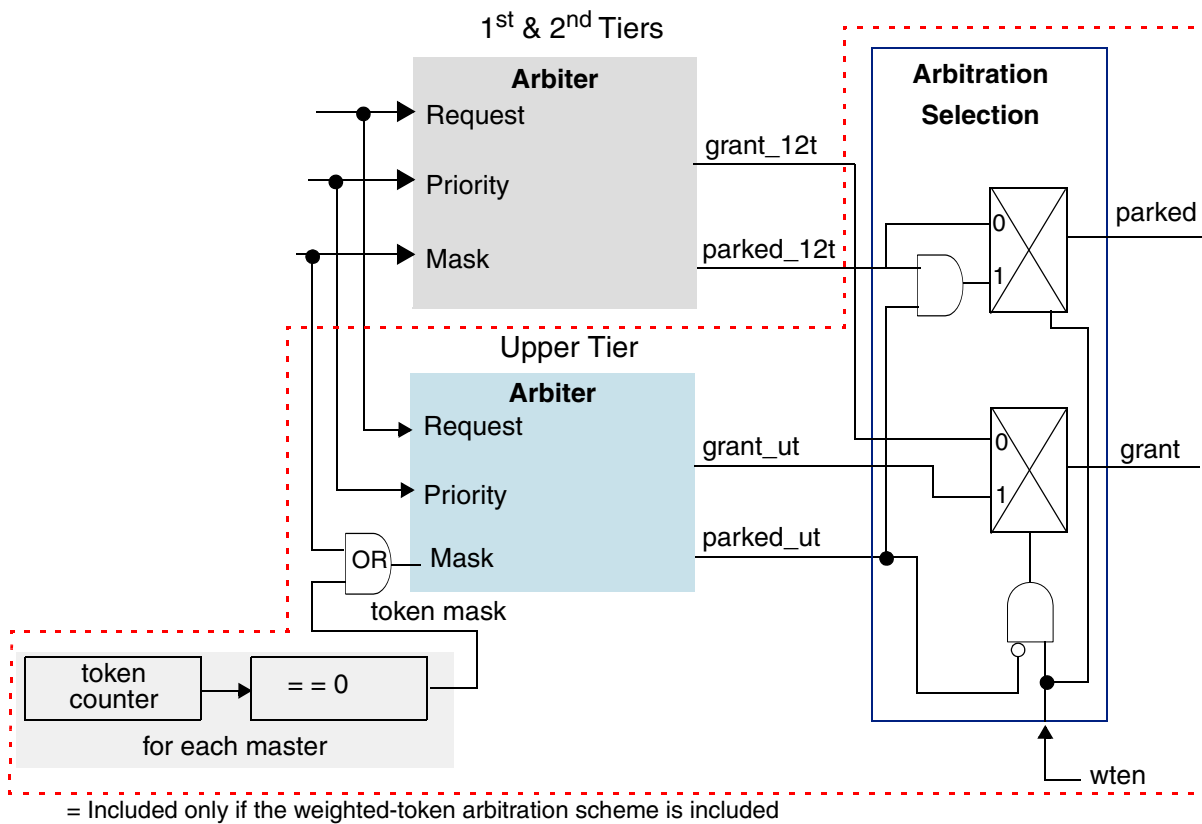 1st & 2nd Tiers
Arbiter
Request
Priority
Mask
grant_12t
parked_12t
Arbitration
Selection
0
1
parked
Upper Tier
Arbiter
Request
Priority
Mask
OR
token mask
grant_ut
parked_ut
0
1
grant
token
counter
= = 0
for each master
wten
= Included only if the weighted-token arbitration scheme is included